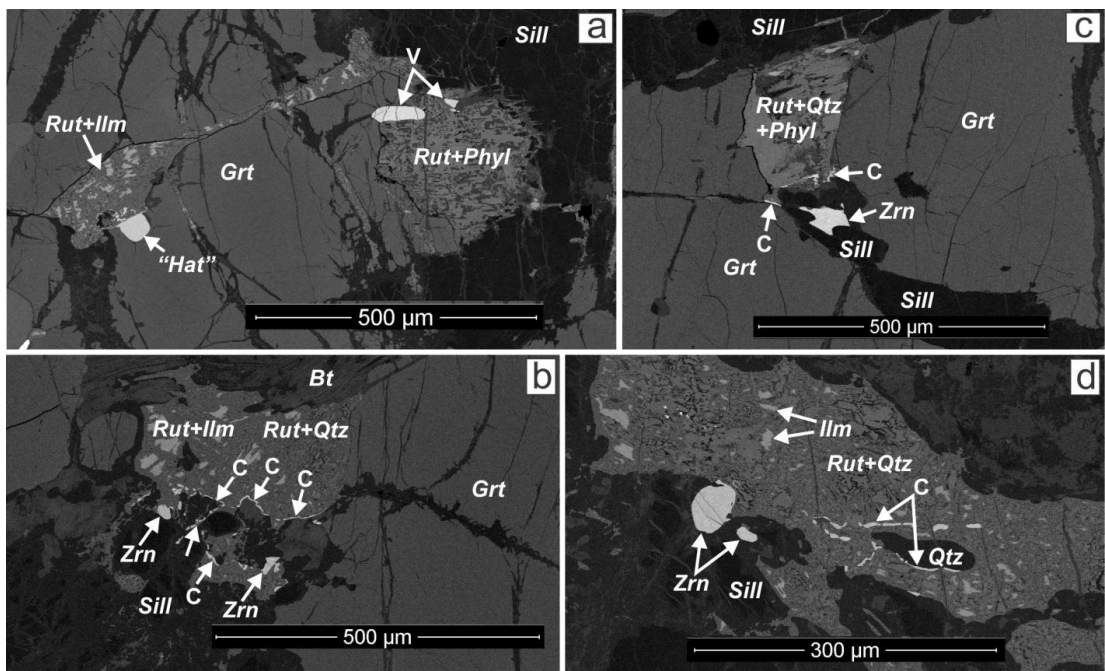 a
Sill
V
Rut+Ilm
Rut+Phyl
Grt
“Hat”
500 µm
c
Sill
Rut+Qtz
+Phyl
Grt
C
Zrn
C
Grt
Sill
Sill
500 µm
b
Bt
Rut+Ilm
Rut+Qtz
C
C
C
Grt
Zrn
C
Zrn
Sill
500 µm
d
Ilm
Rut+Qtz
C
Qtz
Zrn
Sill
300 µm